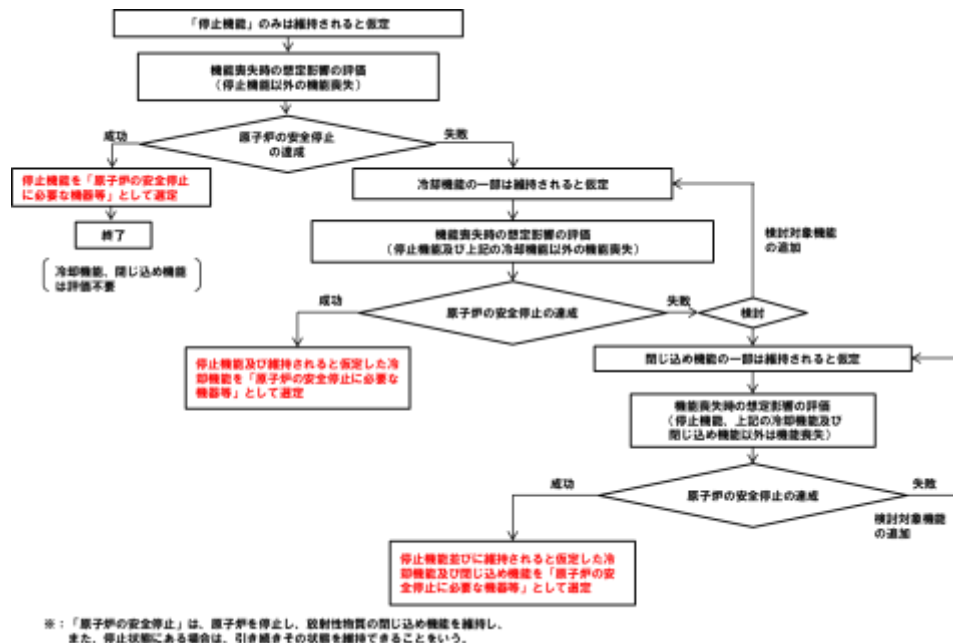 「停止機能」のみは維持されると仮定
機能喪失時の想定影響の評価
(停止機能以外の機能喪失)
原子炉の安全停止
の達成
成功
失敗
停止機能を「原子炉の安全停止
に必要な機器等」として選定
終了
冷却機能、閉じ込め機能
は評価不要
冷却機能の一部は維持されると仮定
機能喪失時の想定影響の評価
(停止機能及び上記の冷却機能以外の機能喪失)
検討対象機能
の追加
原子炉の安全停止の達成
成功
失敗
検討
停止機能及び維持されると仮定した冷
却機能を「原子炉の安全停止に必要な
機器等」として選定
閉じ込め機能の一部は維持されると仮定
機能喪失時の想定影響の評価
(停止機能、上記の冷却機能及び
閉じ込め機能以外は機能喪失)
原子炉の安全停止の達成
成功
失敗
検討対象機能
の追加
停止機能並びに維持されると仮定した冷
却機能及び閉じ込め機能を「原子炉の安
全停止に必要な機器等」として選定
※:「原子炉の安全停止」は、原子炉を停止し、放射性物質の閉じ込め機能を維持し、
また、停止状態にある場合は、引き続きその状態を維持できることをいう。